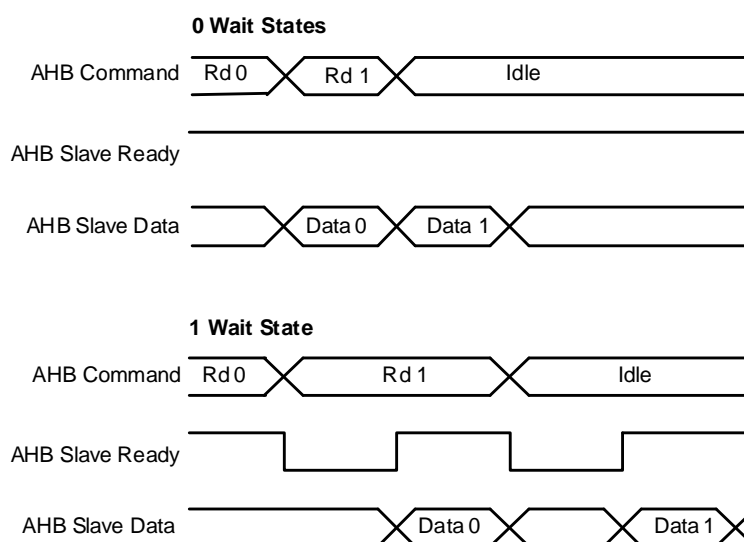 0 Wait States
AHB Command Rd 0 Rd 1 Idle
AHB Slave Ready
AHB Slave Data Data 0 Data 1
1 Wait State
AHB Command Rd 0 Rd 1 Idle
AHB Slave Ready
AHB Slave Data Data 0 Data 1